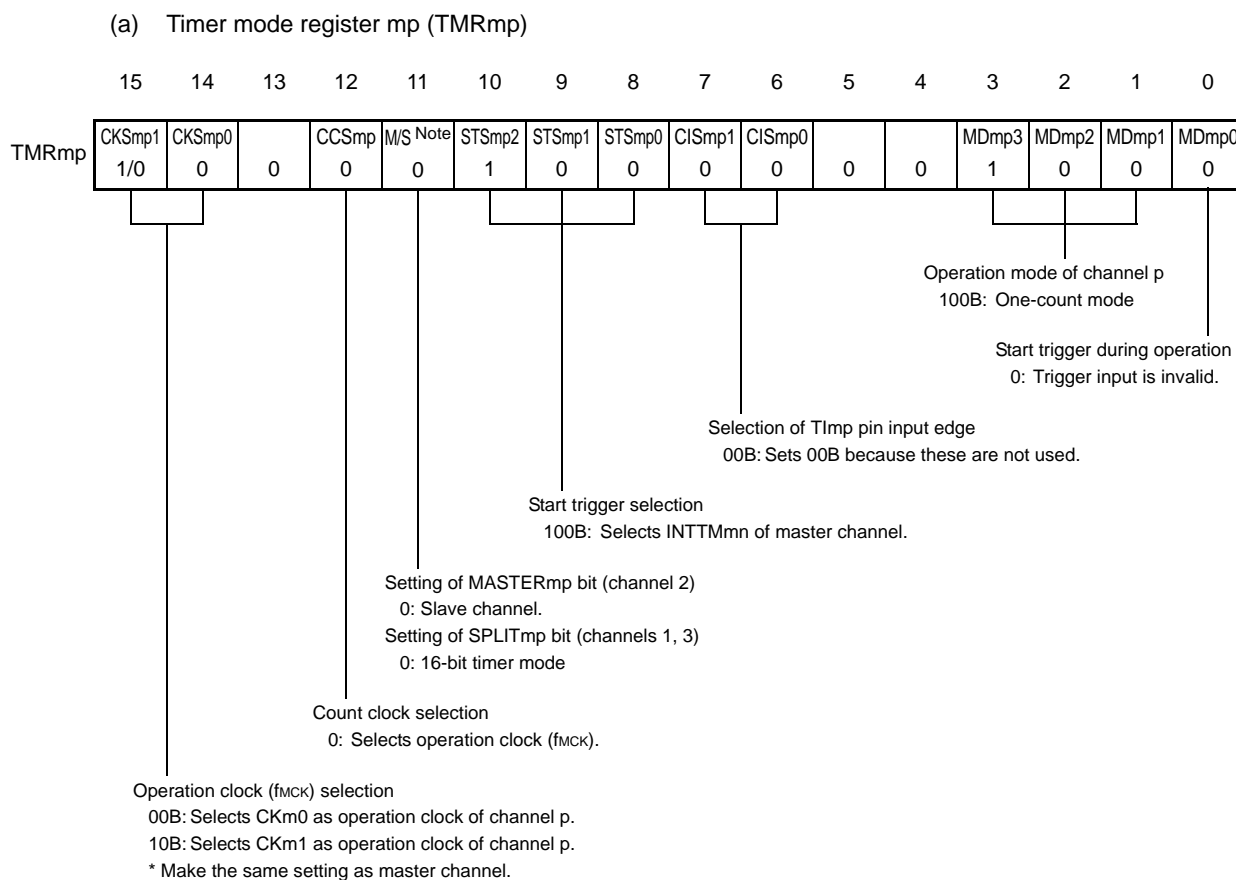 (a) Timer mode register mp (TMRmp)
15 14 13 12 11 10 9 8 7 6 5 4 3 2 1 0
TMRmp CKSmp1 CKSmp0 CCSmp M/S Note STSmp2 STSmp1 STSmp0 CISmp1 CISmp0 MDmp3 MDmp2 MDmp1 MDmp0
1/0 0 0 0 0 1 0 0 0 0 0 0 1 0 0 0
Operation mode of channel p
100B: One-count mode
Start trigger during operation
0: Trigger input is invalid.
Selection of TImp pin input edge
00B: Sets 00B because these are not used.
Start trigger selection
100B: Selects INTTMmn of master channel.
Setting of MASTERmp bit (channel 2)
0: Slave channel.
Setting of SPLITmp bit (channels 1, 3)
0: 16-bit timer mode
Count clock selection
0: Selects operation clock (fMCK).
Operation clock (fMCK) selection
00B: Selects CKm0 as operation clock of channel p.
10B: Selects CKm1 as operation clock of channel p.
* Make the same setting as master channel.